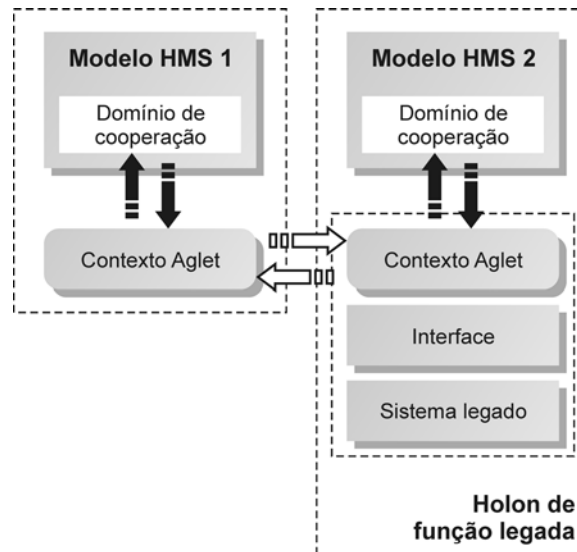 Modelo HMS 1
Domínio de
cooperação
Contexto Aglet
Modelo HMS 2
Domínio de
cooperação
Contexto Aglet
Interface
Sistema legado
Holon de
função legada